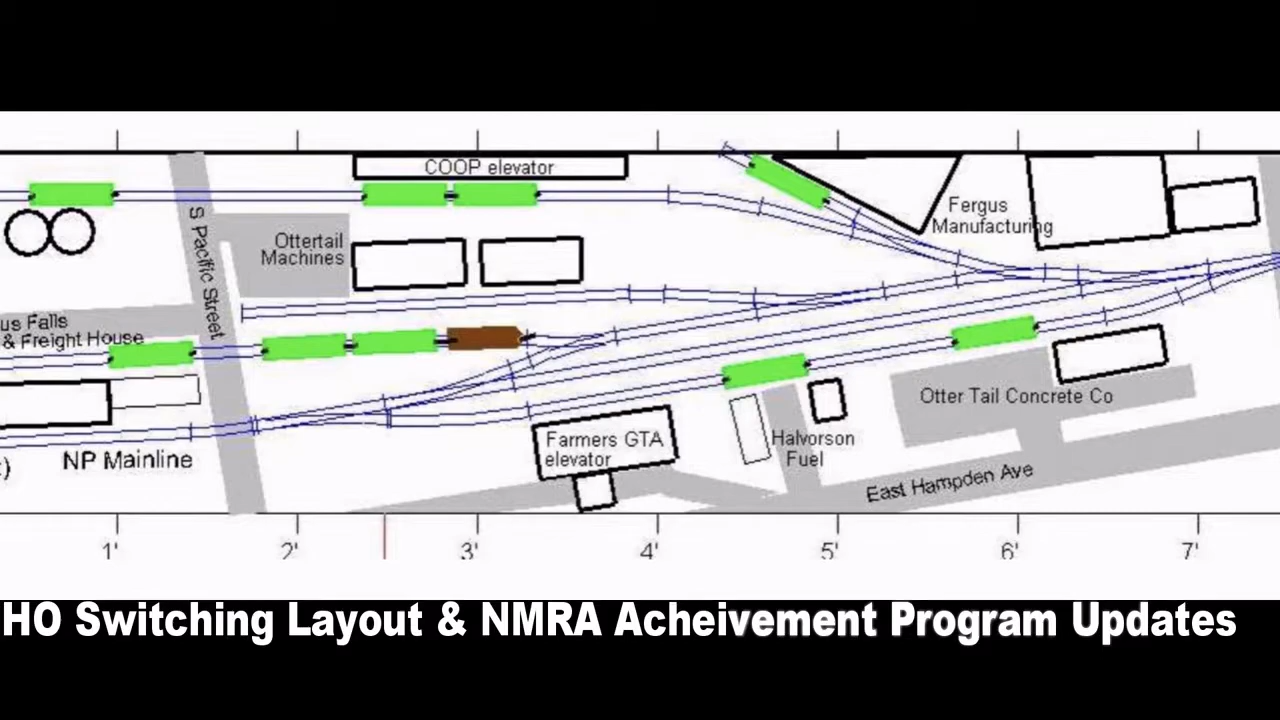 COOP elevator
S Pacific Street
Ottertail
Machines
Fergus
Manufacturing
us Falls
& Freight House
NP Mainline
Farmers GTA
elevator
Halvorson
Fuel
Otter Tail Concrete Co
East Hampden Ave
1' 2' 3' 4' 5' 6' 7'
HO Switching Layout & NMRA Acheivement Program Updates